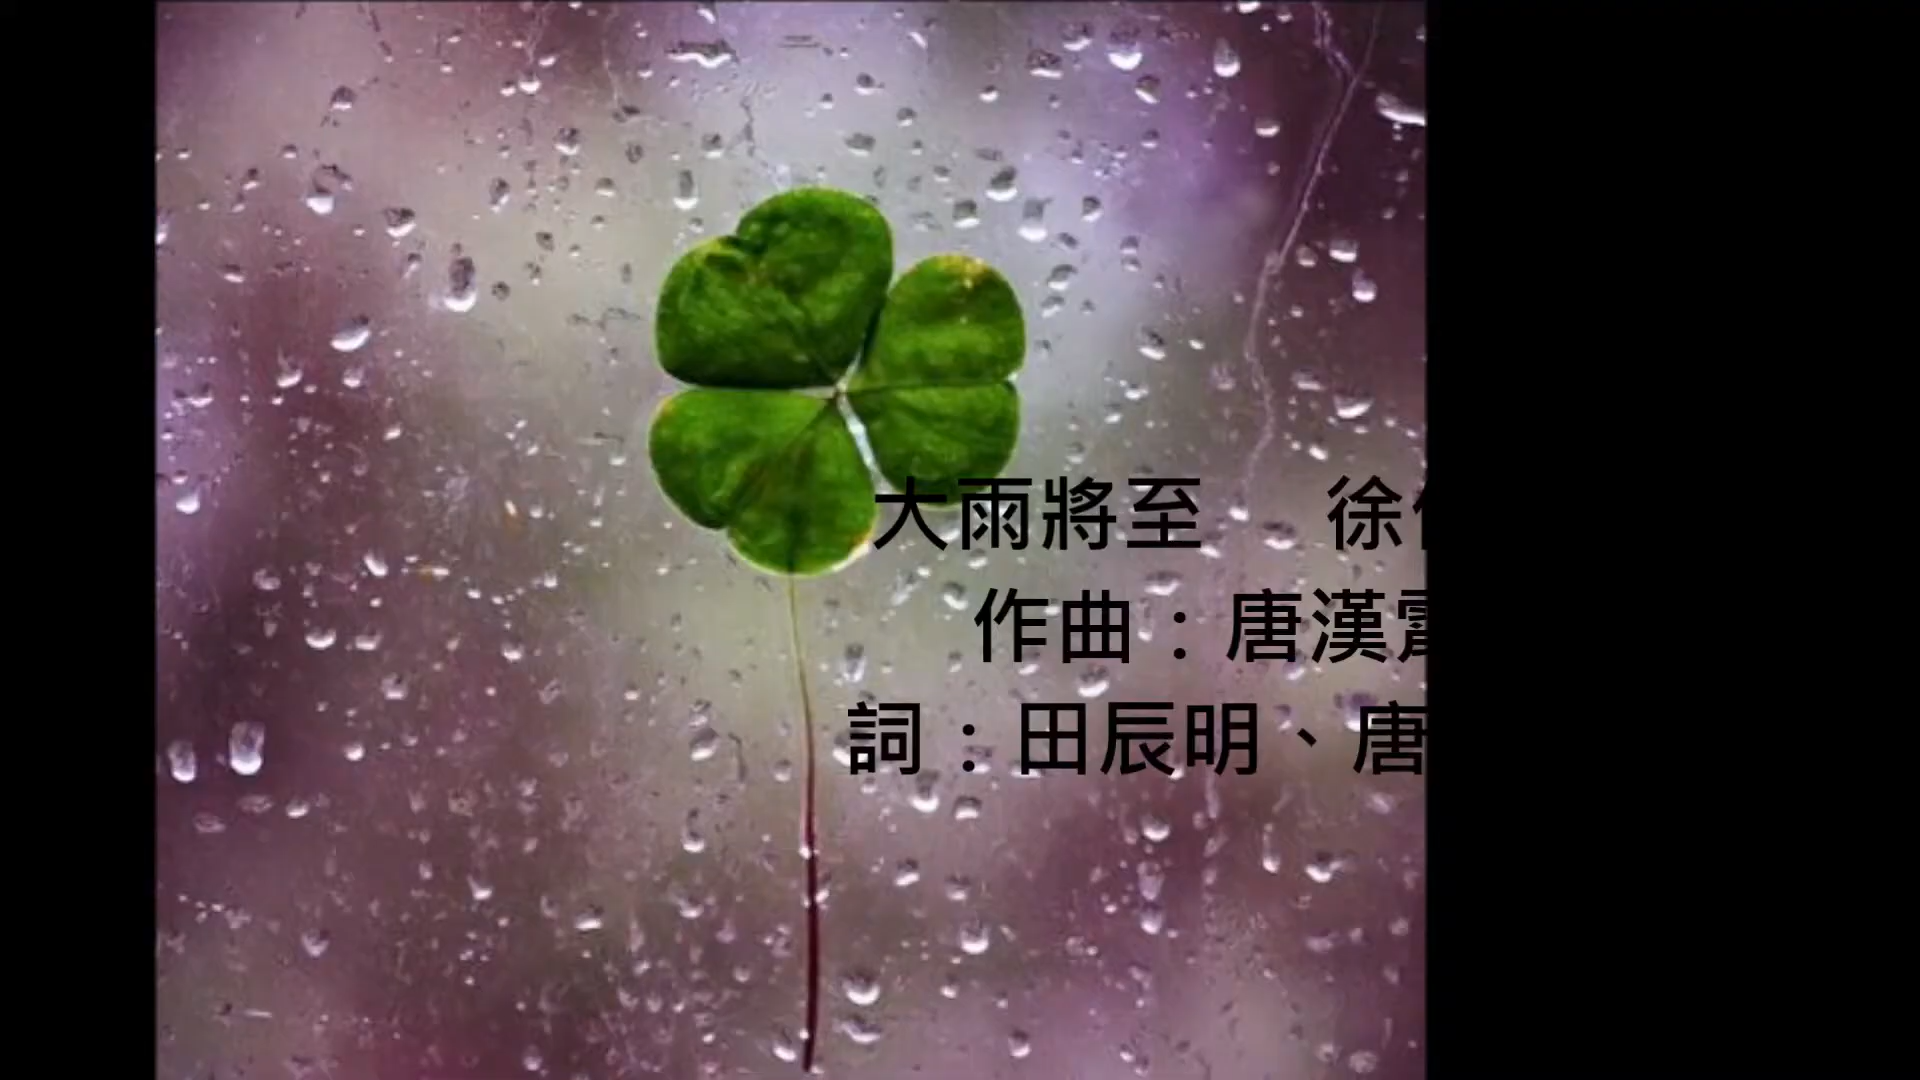 大雨將至 徐
作曲：唐漢
詞：田辰明、唐